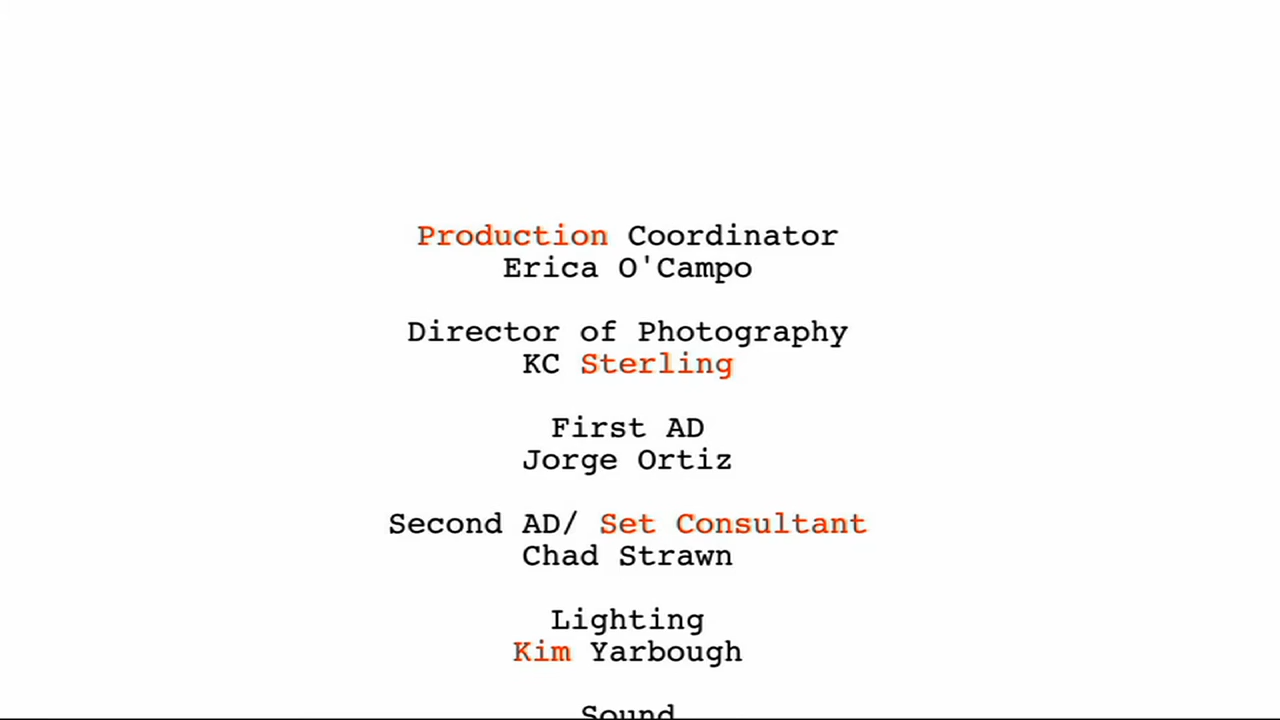 Production Coordinator
Erica O'Campo
Director of Photography
KC Sterling
First AD
Jorge Ortiz
Second AD/ Set Consultant
Chad Strawn
Lighting
Kim Yarbough
Sound